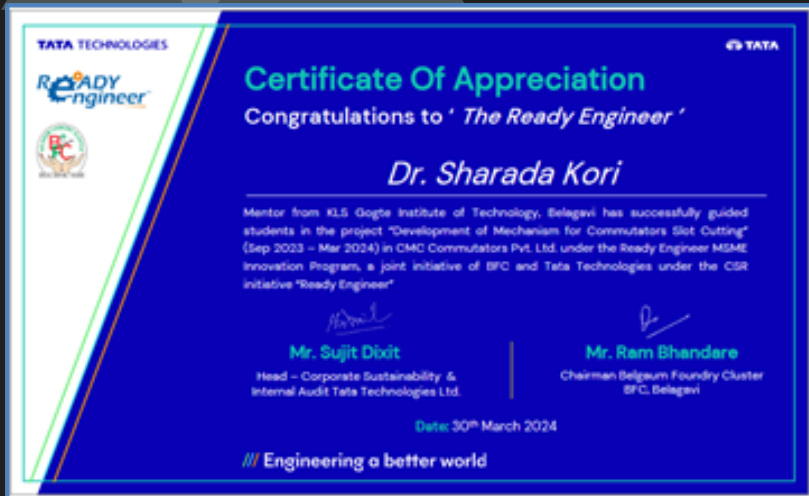 TATA TECHNOLOGIES
TATA
ReADY
engineer
Certificate Of Appreciation
Congratulations to ‘ The Ready Engineer ’
Dr. Sharada Kori
Mentor from KLS Gogte Institute of Technology, Belagavi has successfully guided
students in the project “Development of Mechanism for Commutators Slot Cutting”
(Sep 2023 – Mar 2024) in CMC Commutators Pvt. Ltd. under the Ready Engineer MSME
Innovation Program, a joint initiative of BFC and Tata Technologies under the CSR
initiative “Ready Engineer”
Mr. Sujit Dixit
Head – Corporate Sustainability &
Internal Audit Tata Technologies Ltd.
Mr. Ram Bhandare
Chairman Belgaum Foundry Cluster
BFC, Belagavi
Date: 30th March 2024
/// Engineering a better world